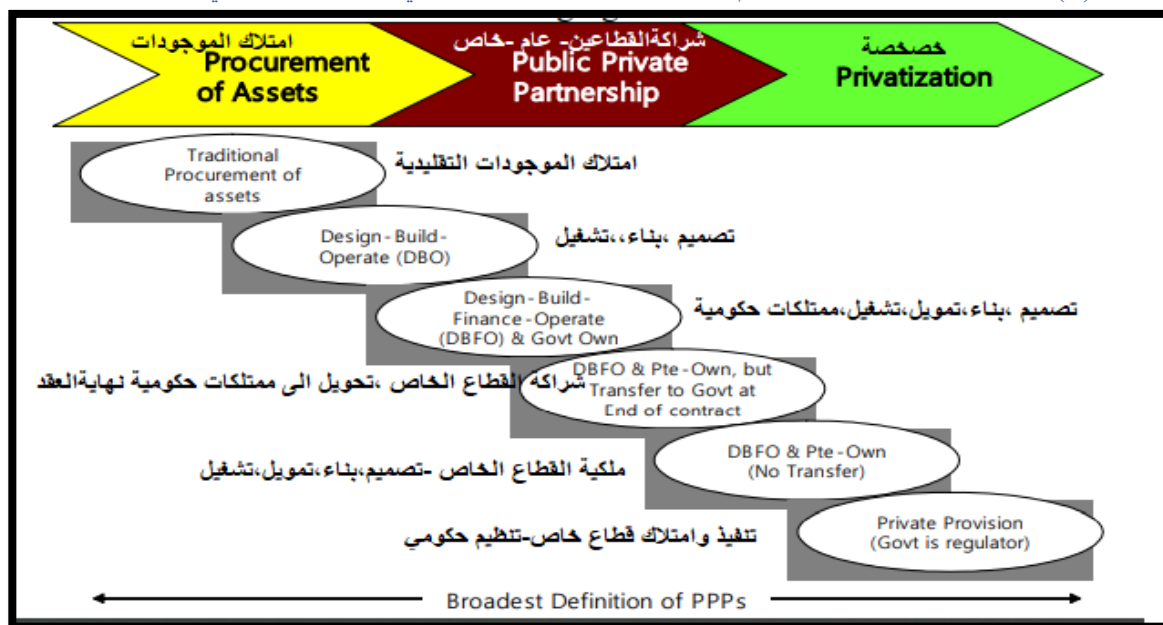 امتلاك الموجودات
Procurement
of Assets
شراكةالقطاعين- عام -خاص
Public Private
Partnership
خصخصة
Privatization
Traditional
Procurement of
assets
امتلاك الموجودات التقليدية
Design-Build-
Operate (DBO)
تصميم ،بناء،،تشغيل
Design-Build-
Finance-Operate
(DBFO) & Govt Own
تصميم ،بناء،تمويل،تشغيل،ممتلكات حكومية
DBFO & Pte-Own, but
Transfer to Govt at
End of contract
شراكة القطاع الخاص ،تحويل الى ممتلكات حكومية نهايةالعقد
DBFO & Pte-Own
(No Transfer)
ملكية القطاع الخاص -تصميم،بناء،تمويل،تشغيل
Private Provision
(Govt is regulator)
تنفيذ وامتلاك قطاع خاص-تنظيم حكومي
Broadest Definition of PPPs